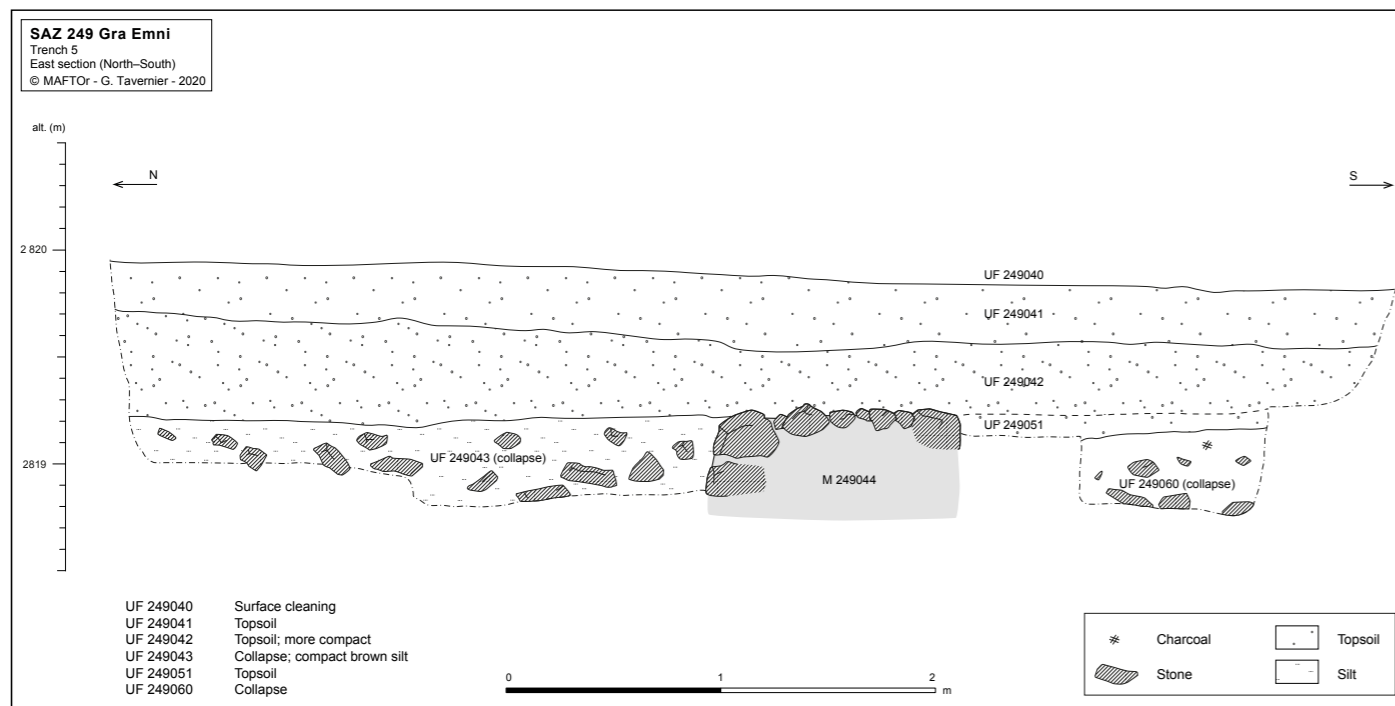 SAZ 249 Gra Emni
Trench 5
East section (North–South)
© MAFTOr - G. Tavernier - 2020
alt. (m)
N
S
2 820
UF 249040
UF 249041
UF 249042
UF 249051
UF 249043 (collapse)
2819
M 249044
UF 249060 (collapse)
UF 249040 Surface cleaning
UF 249041 Topsoil
UF 249042 Topsoil; more compact
UF 249043 Collapse; compact brown silt
UF 249051 Topsoil
UF 249060 Collapse
0 1 2
m
Charcoal Topsoil
Stone Silt